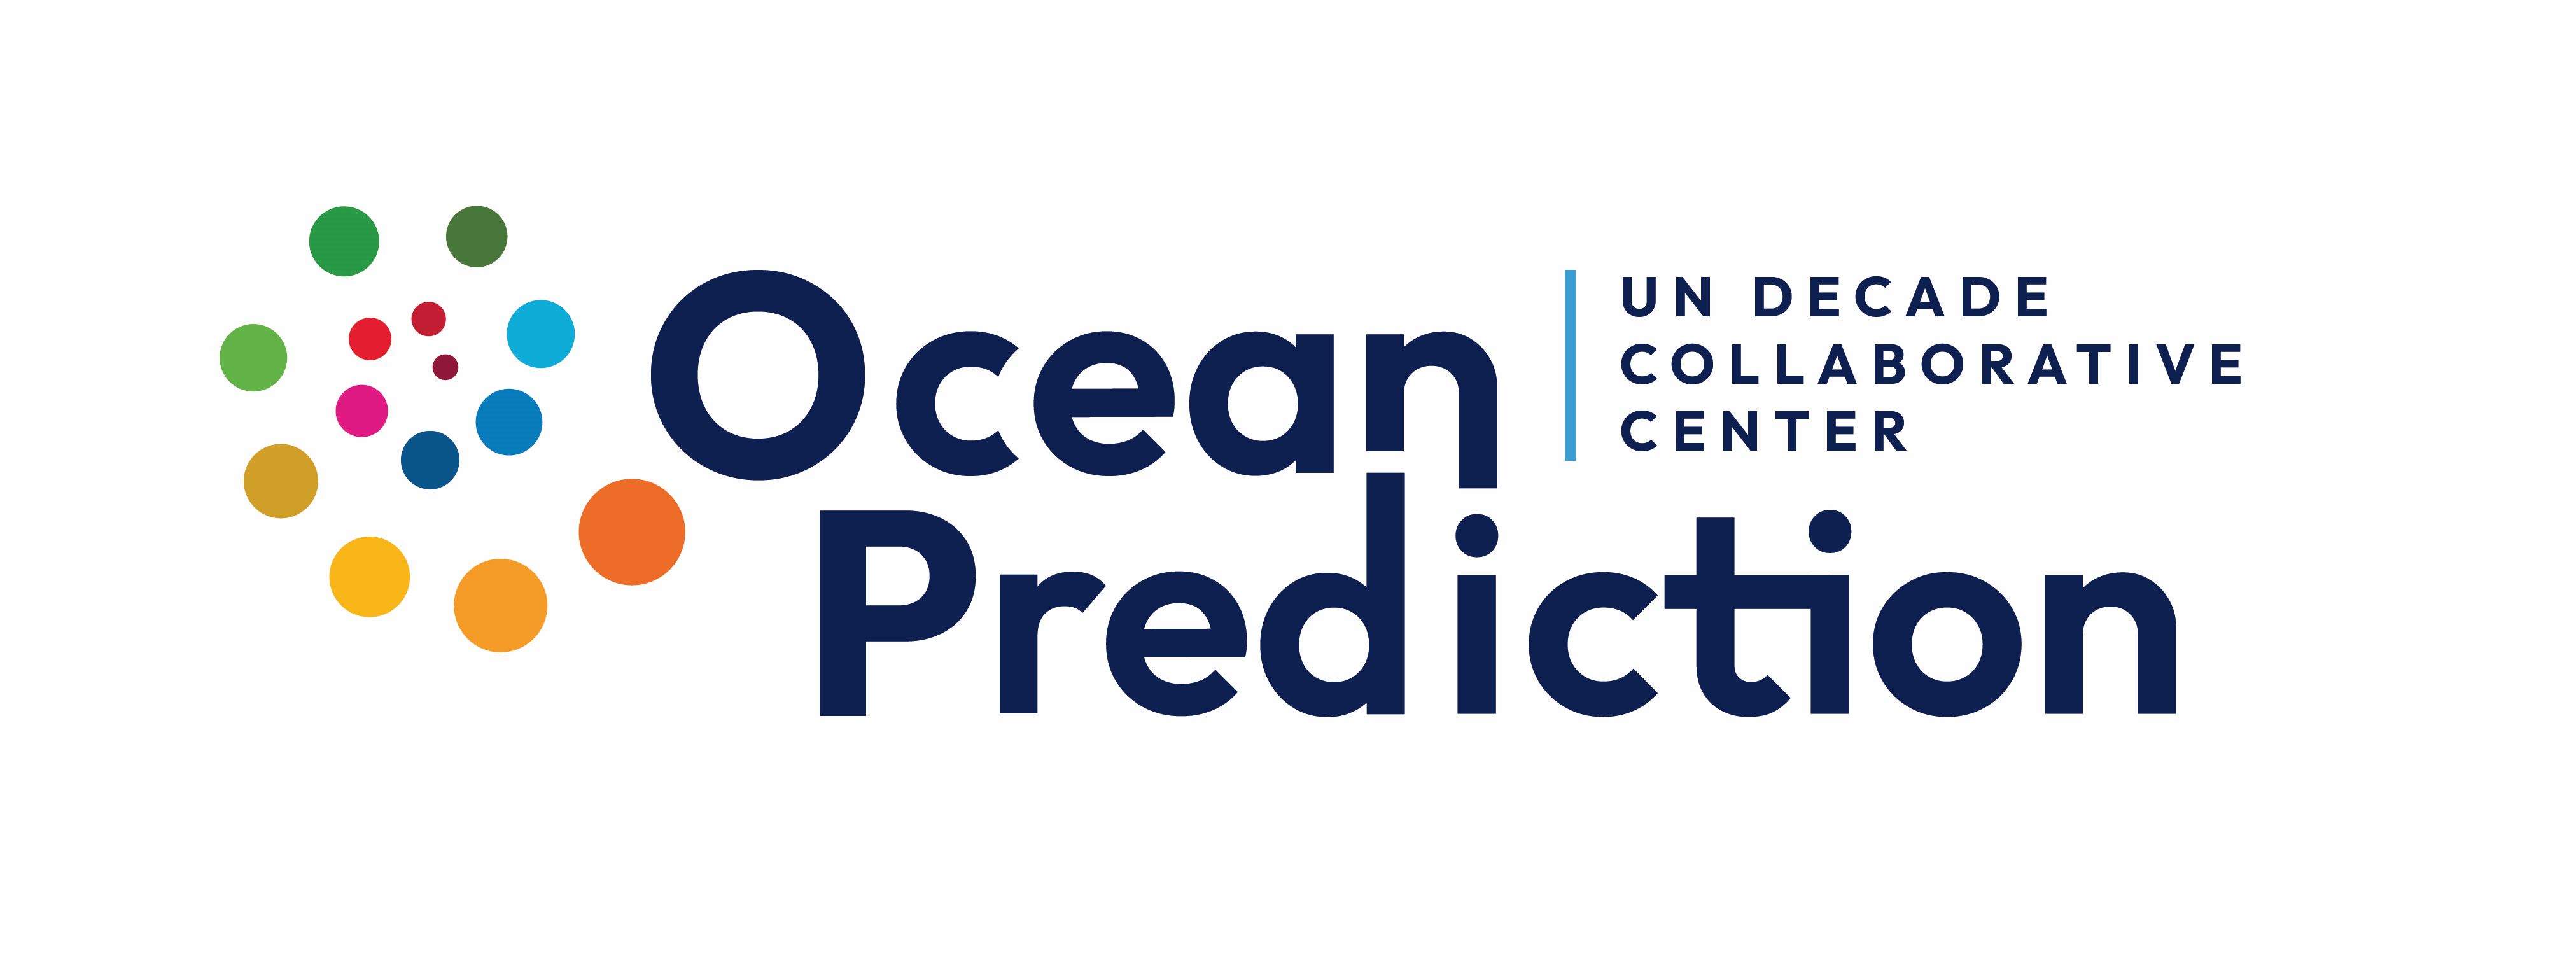 Ocean
Prediction
UN DECADE
COLLABORATIVE
CENTER